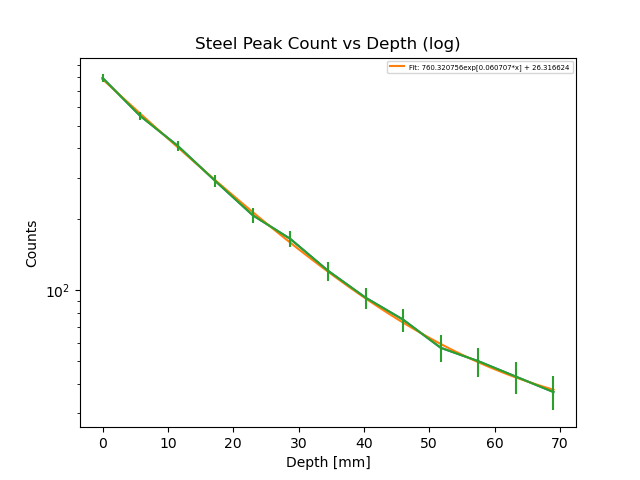 Steel Peak Count vs Depth (log)
Fit: 760.320756exp[0.060707*x] + 26.316624
Counts
10²
0 10 20 30 40 50 60 70
Depth [mm]